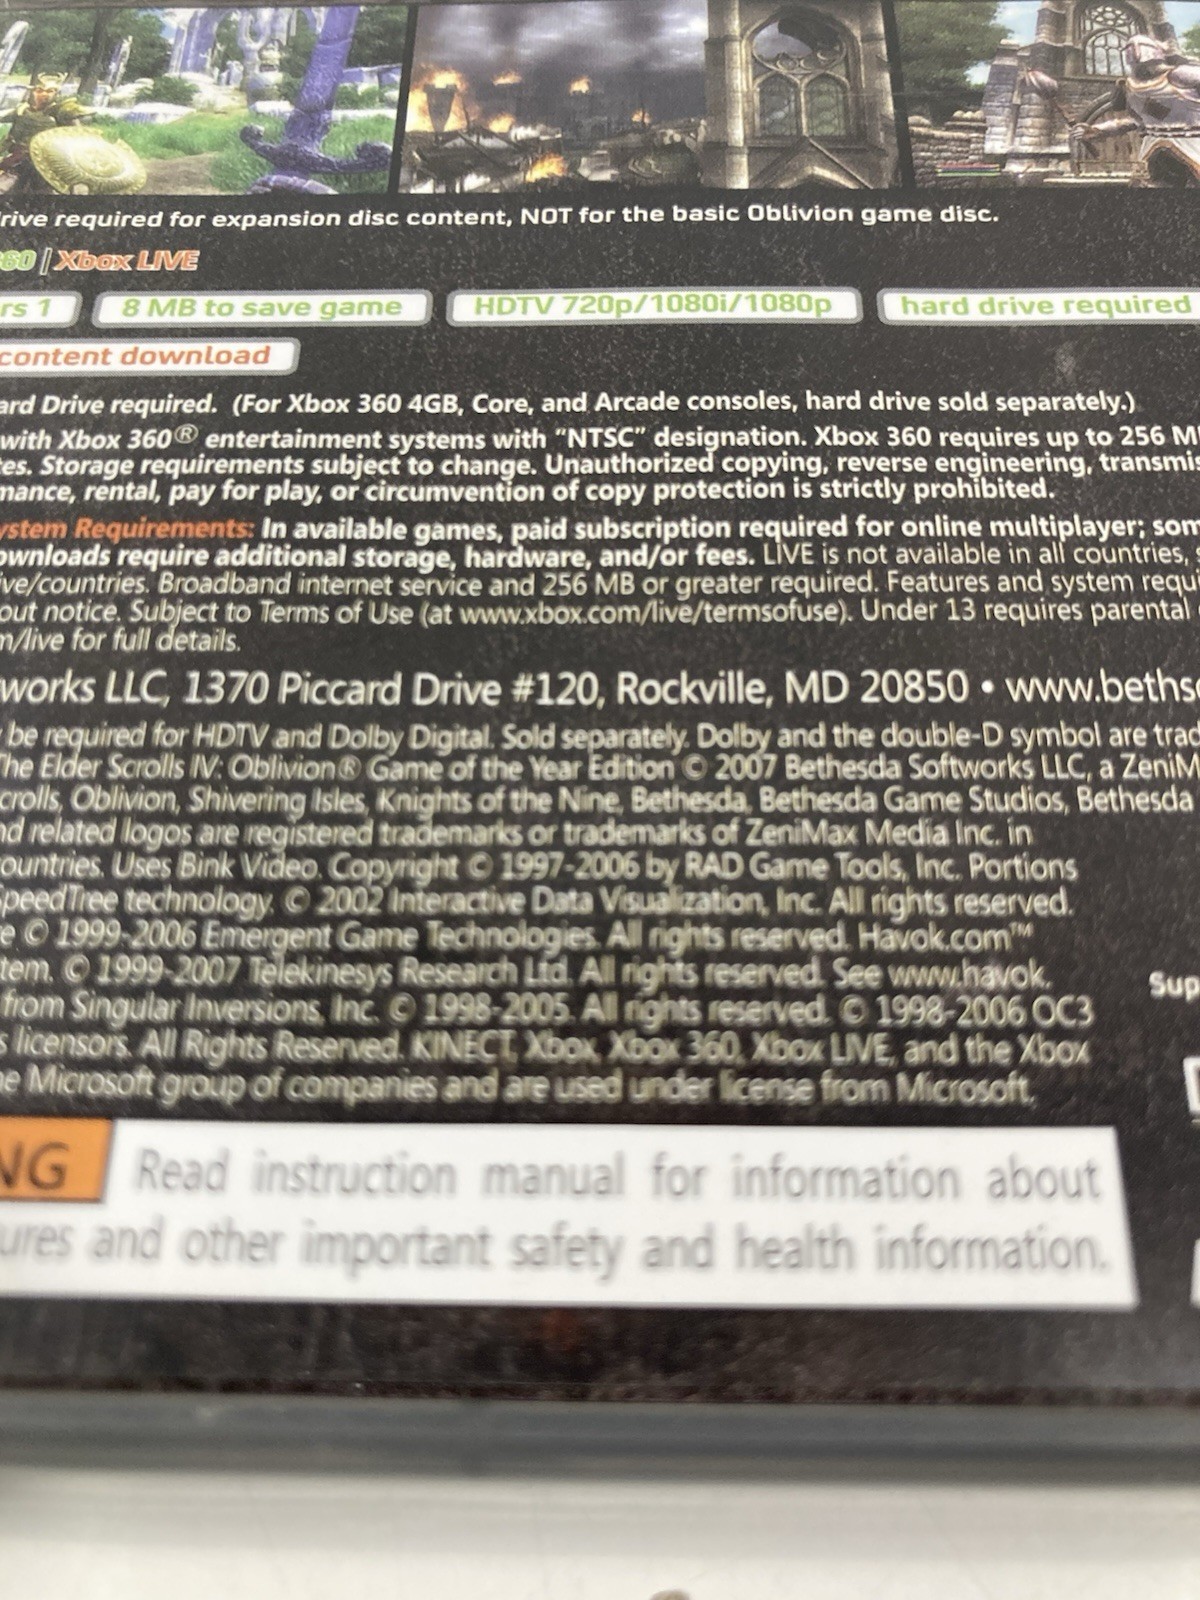 rive required for expansion disc content, NOT for the basic Oblivion game disc.
360 | Xbox LIVE
rs 1 8 MB to save game HDTV 720p/1080i/1080p hard drive required
content download
ard Drive required. (For Xbox 360 4GB, Core, and Arcade consoles, hard drive sold separately.)
with Xbox 360® entertainment systems with "NTSC" designation. Xbox 360 requires up to 256 M
tes. Storage requirements subject to change. Unauthorized copying, reverse engineering, transmis
mance, rental, pay for play, or circumvention of copy protection is strictly prohibited.
ystem Requirements: In available games, paid subscription required for online multiplayer; som
ownloads require additional storage, hardware, and/or fees. LIVE is not available in all countries,
ive/countries. Broadband internet service and 256 MB or greater required. Features and system requ
out notice. Subject to Terms of Use (at www.xbox.com/live/termsofuse). Under 13 requires parental
m/live for full details.
works LLC, 1370 Piccard Drive #120, Rockville, MD 20850 • www.bethse
be required for HDTV and Dolby Digital. Sold separately. Dolby and the double-D symbol are trad
The Elder Scrolls IV: Oblivion® Game of the Year Edition © 2007 Bethesda Softworks LLC, a ZeniM
crolls, Oblivion, Shivering Isles, Knights of the Nine, Bethesda, Bethesda Game Studios, Bethesda
nd related logos are registered trademarks or trademarks of ZeniMax Media Inc. in
ountries. Uses Bink Video. Copyright © 1997-2006 by RAD Game Tools, Inc. Portions
SpeedTree technology. © 2002 Interactive Data Visualization, Inc. All rights reserved.
e © 1999-2006 Emergent Game Technologies. All rights reserved. Havok.com™
tem. © 1999-2007 Telekinesys Research Ltd. All rights reserved. See www.havok.
from Singular Inversions, Inc. © 1998-2005. All rights reserved. © 1998-2006 OC3
s licensors. All Rights Reserved. KINECT, Xbox, Xbox 360, Xbox LIVE, and the Xbox
he Microsoft group of companies and are used under license from Microsoft.
Sup
NG Read instruction manual for information about
ures and other important safety and health information.